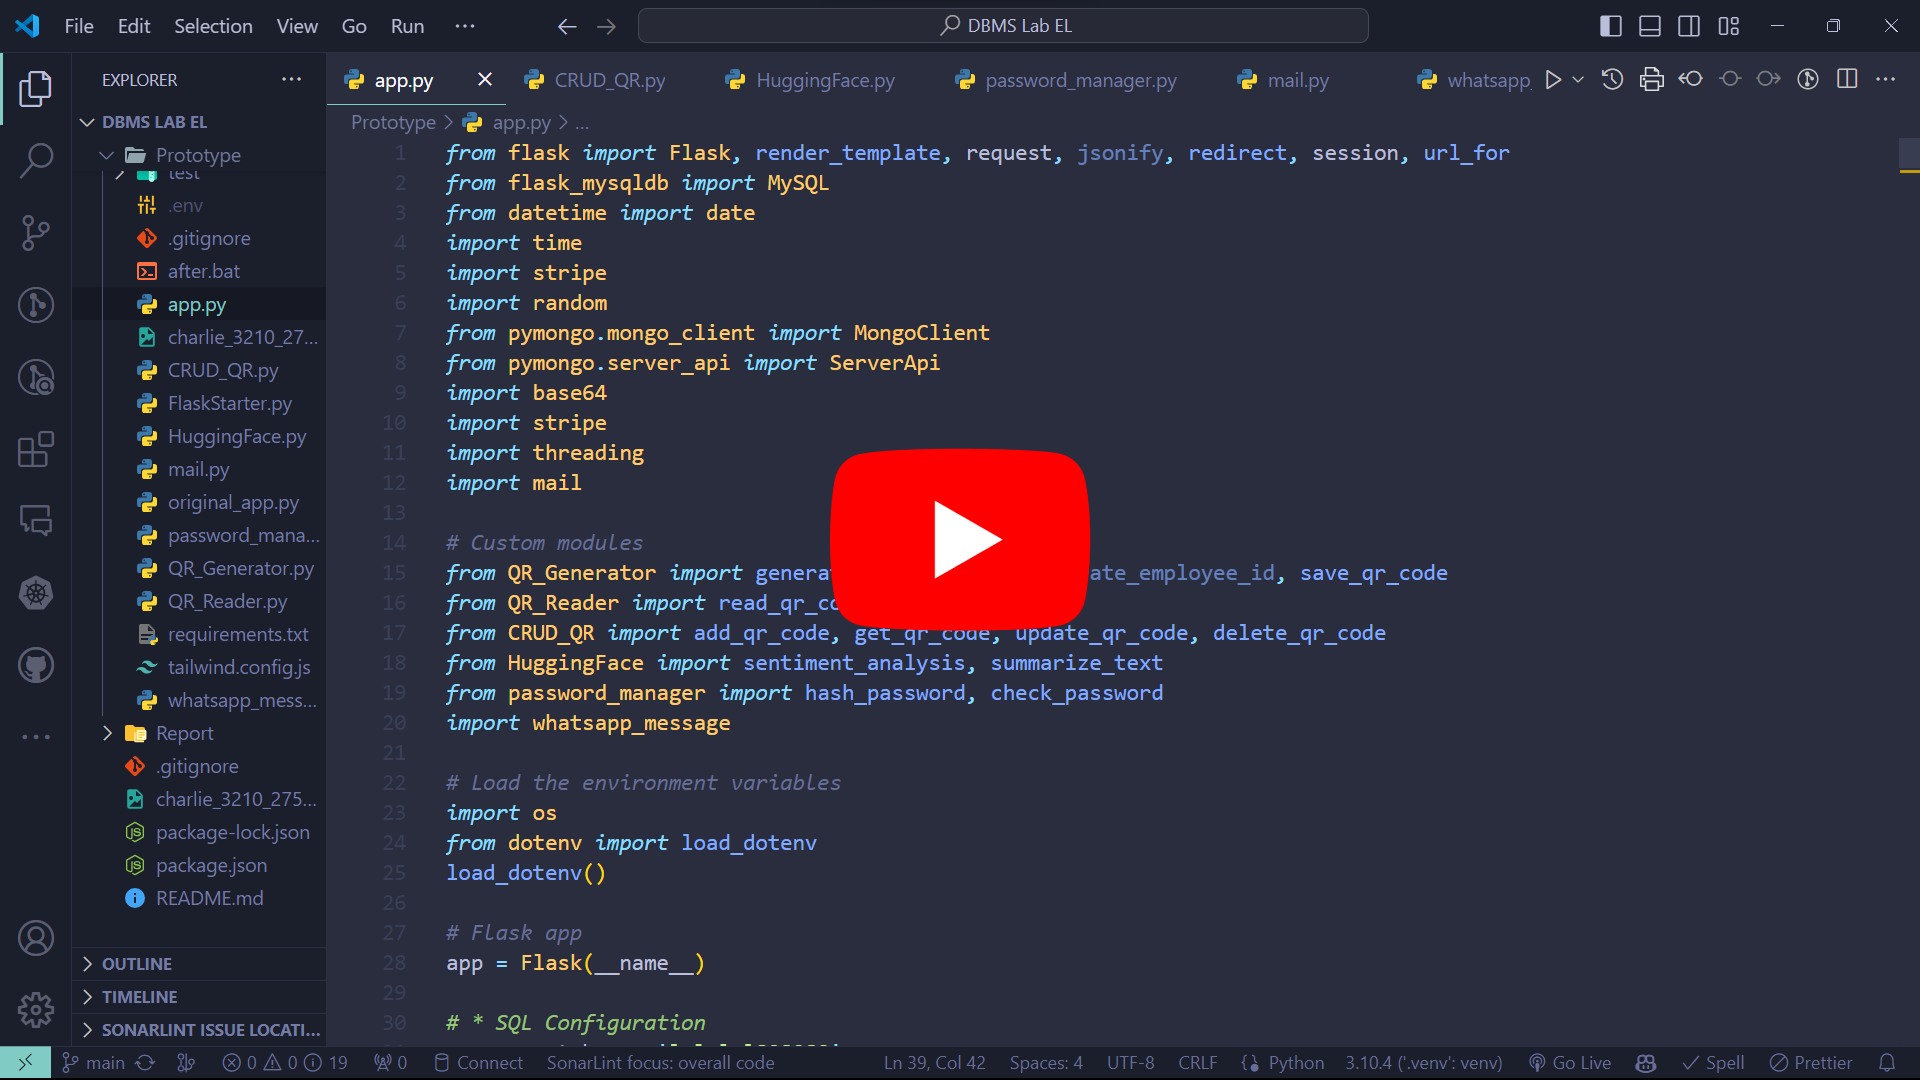 File Edit Selection View Go Run ...
DBMS Lab EL
EXPLORER
DBMS LAB EL
Prototype
test
.env
.gitignore
after.bat
app.py
charlie_3210_27...
CRUD_QR.py
FlaskStarter.py
HuggingFace.py
mail.py
original_app.py
password_mana...
QR_Generator.py
QR_Reader.py
requirements.txt
tailwind.config.js
whatsapp_mess...
Report
.gitignore
charlie_3210_275...
package-lock.json
package.json
README.md
OUTLINE
TIMELINE
SONARLINT ISSUE LOCATI...
app.py CRUD_QR.py HuggingFace.py password_manager.py mail.py whatsapp_
Prototype > app.py > ...
1 from flask import Flask, render_template, request, jsonify, redirect, session, url_for
2 from flask_mysqldb import MySQL
3 from datetime import date
4 import time
5 import stripe
6 import random
7 from pymongo.mongo_client import MongoClient
8 from pymongo.server_api import ServerApi
9 import base64
10 import stripe
11 import threading
12 import mail
13
14 # Custom modules
15 from QR_Generator import genera ate_employee_id, save_qr_code
16 from QR_Reader import read_qr_co
17 from CRUD_QR import add_qr_code, get_qr_code, update_qr_code, delete_qr_code
18 from HuggingFace import sentiment_analysis, summarize_text
19 from password_manager import hash_password, check_password
20 import whatsapp_message
21
22 # Load the environment variables
23 import os
24 from dotenv import load_dotenv
25 load_dotenv()
26
27 # Flask app
28 app = Flask(__name__)
29
30 # * SQL Configuration
main 0 0 19 0 Connect SonarLint focus: overall code Ln 39, Col 42 Spaces: 4 UTF-8 CRLF {} Python 3.10.4 ('.venv': venv) Go Live Spell Prettier